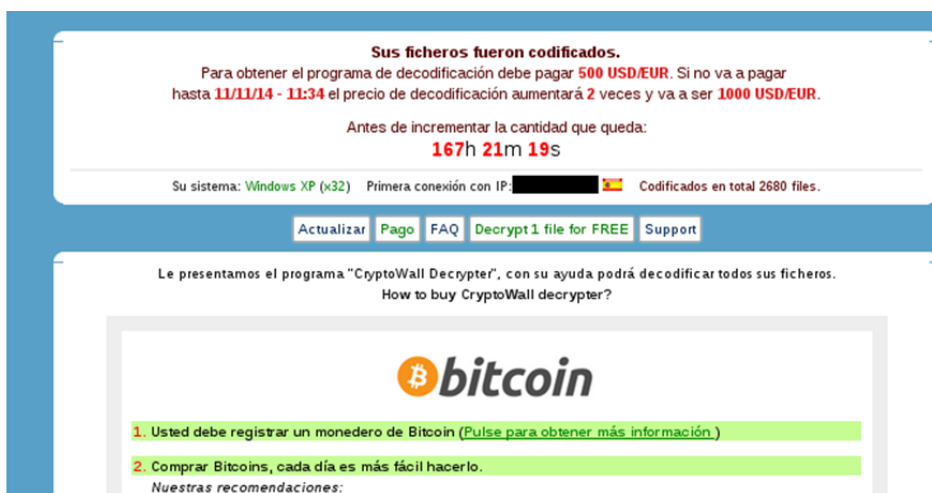 Sus ficheros fueron codificados.
Para obtener el programa de decodificación debe pagar 500 USD/EUR. Si no va a pagar
hasta 11/11/14 - 11:34 el precio de decodificación aumentará 2 veces y va a ser 1000 USD/EUR.
Antes de incrementar la cantidad que queda:
167h 21m 19s
Su sistema: Windows XP (x32) Primera conexión con IP: Codificados en total 2680 files.
Actualizar Pago FAQ Decrypt 1 file for FREE Support
Le presentamos el programa "CryptoWall Decrypter", con su ayuda podrá decodificar todos sus ficheros.
How to buy CryptoWall decrypter?
bitcoin
1. Usted debe registrar un monedero de Bitcoin (Pulse para obtener más información )
2. Comprar Bitcoins, cada día es más fácil hacerlo.
Nuestras recomendaciones: